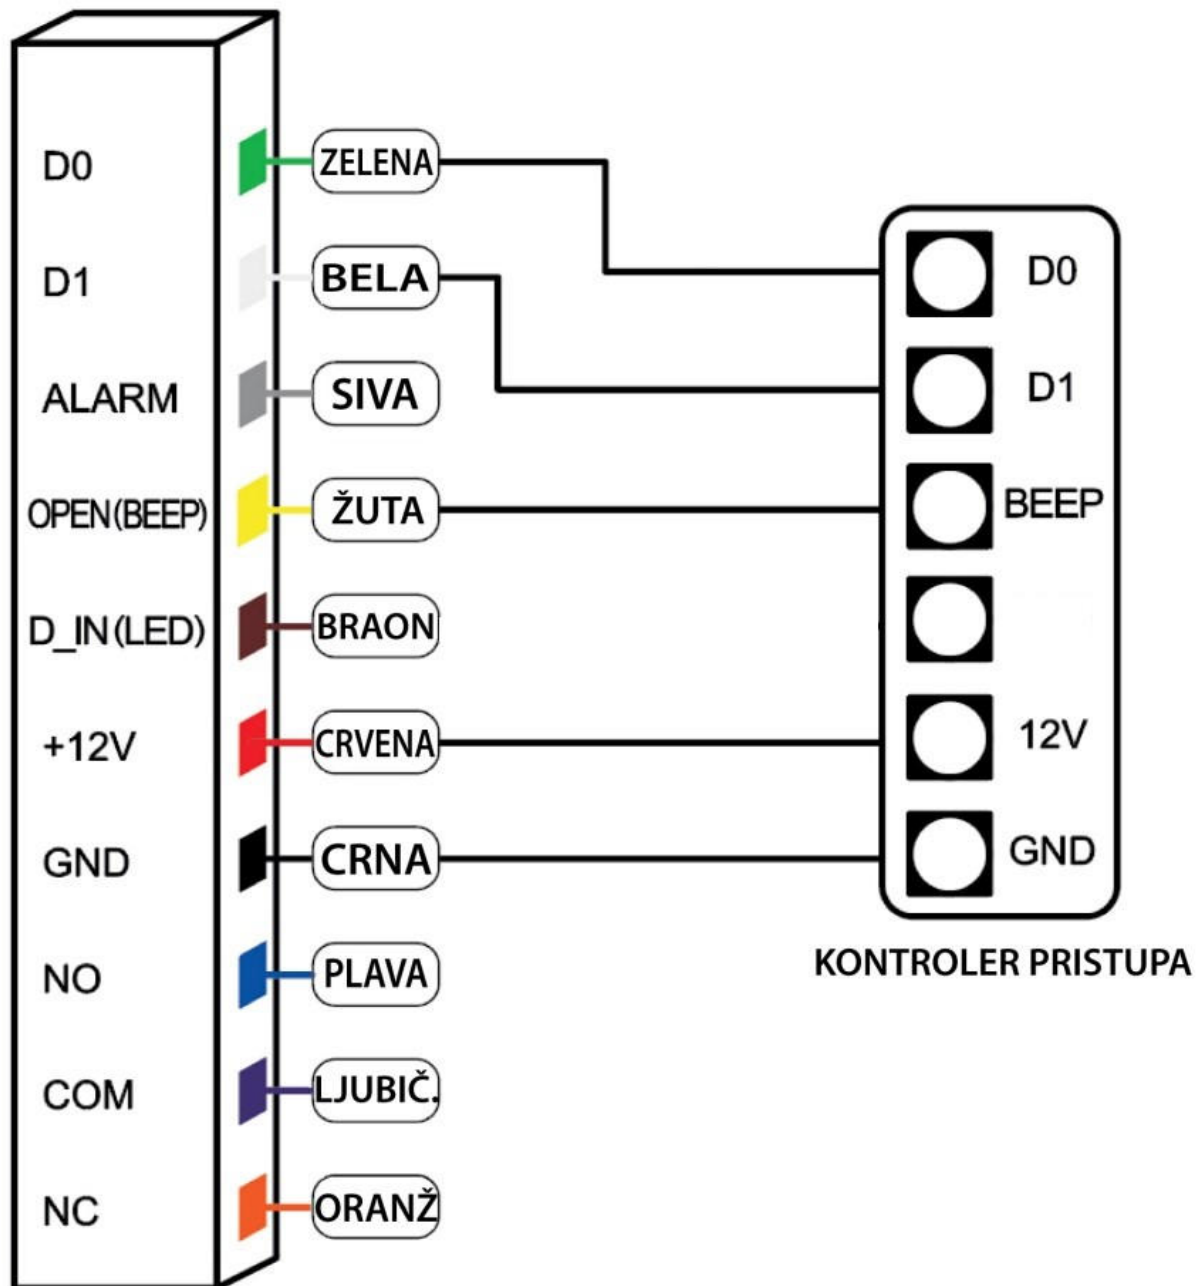 D0
ZELENA
D1
BELA
ALARM
SIVA
OPEN(BEEP)
ŽUTA
D_IN(LED)
BRAON
+12V
CRVENA
GND
CRNA
NO
PLAVA
COM
LJUBIČ.
NC
ORANŽ
D0
D1
BEEP
12V
GND
KONTROLER PRISTUPA